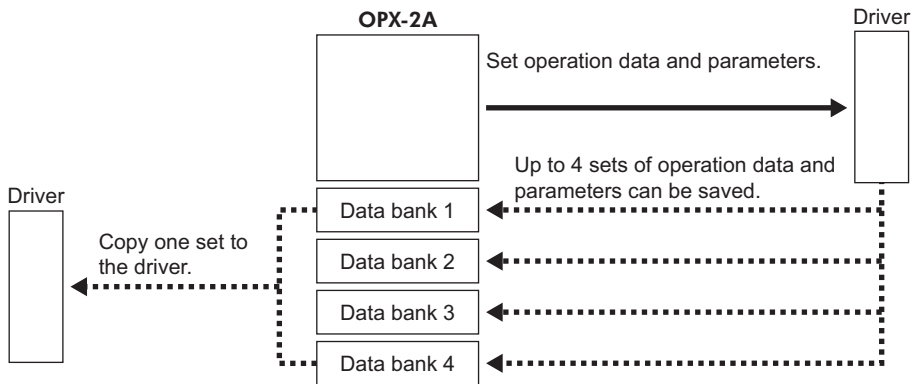 OPX-2A
Driver
Set operation data and parameters.
Up to 4 sets of operation data and
parameters can be saved.
Driver
Copy one set to
the driver.
Data bank 1
Data bank 2
Data bank 3
Data bank 4